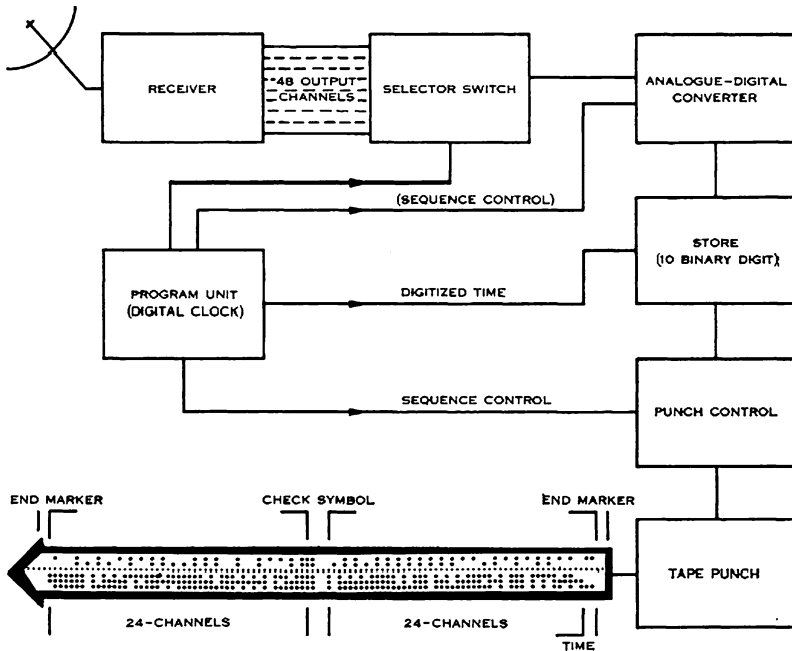 RECEIVER
48 OUTPUT
CHANNELS
SELECTOR SWITCH
ANALOGUE-DIGITAL
CONVERTER
(SEQUENCE CONTROL)
STORE
(10 BINARY DIGIT)
PROGRAM UNIT
(DIGITAL CLOCK)
DIGITIZED TIME
SEQUENCE CONTROL
PUNCH CONTROL
END MARKER
CHECK SYMBOL
END MARKER
TAPE PUNCH
24-CHANNELS
24-CHANNELS
TIME